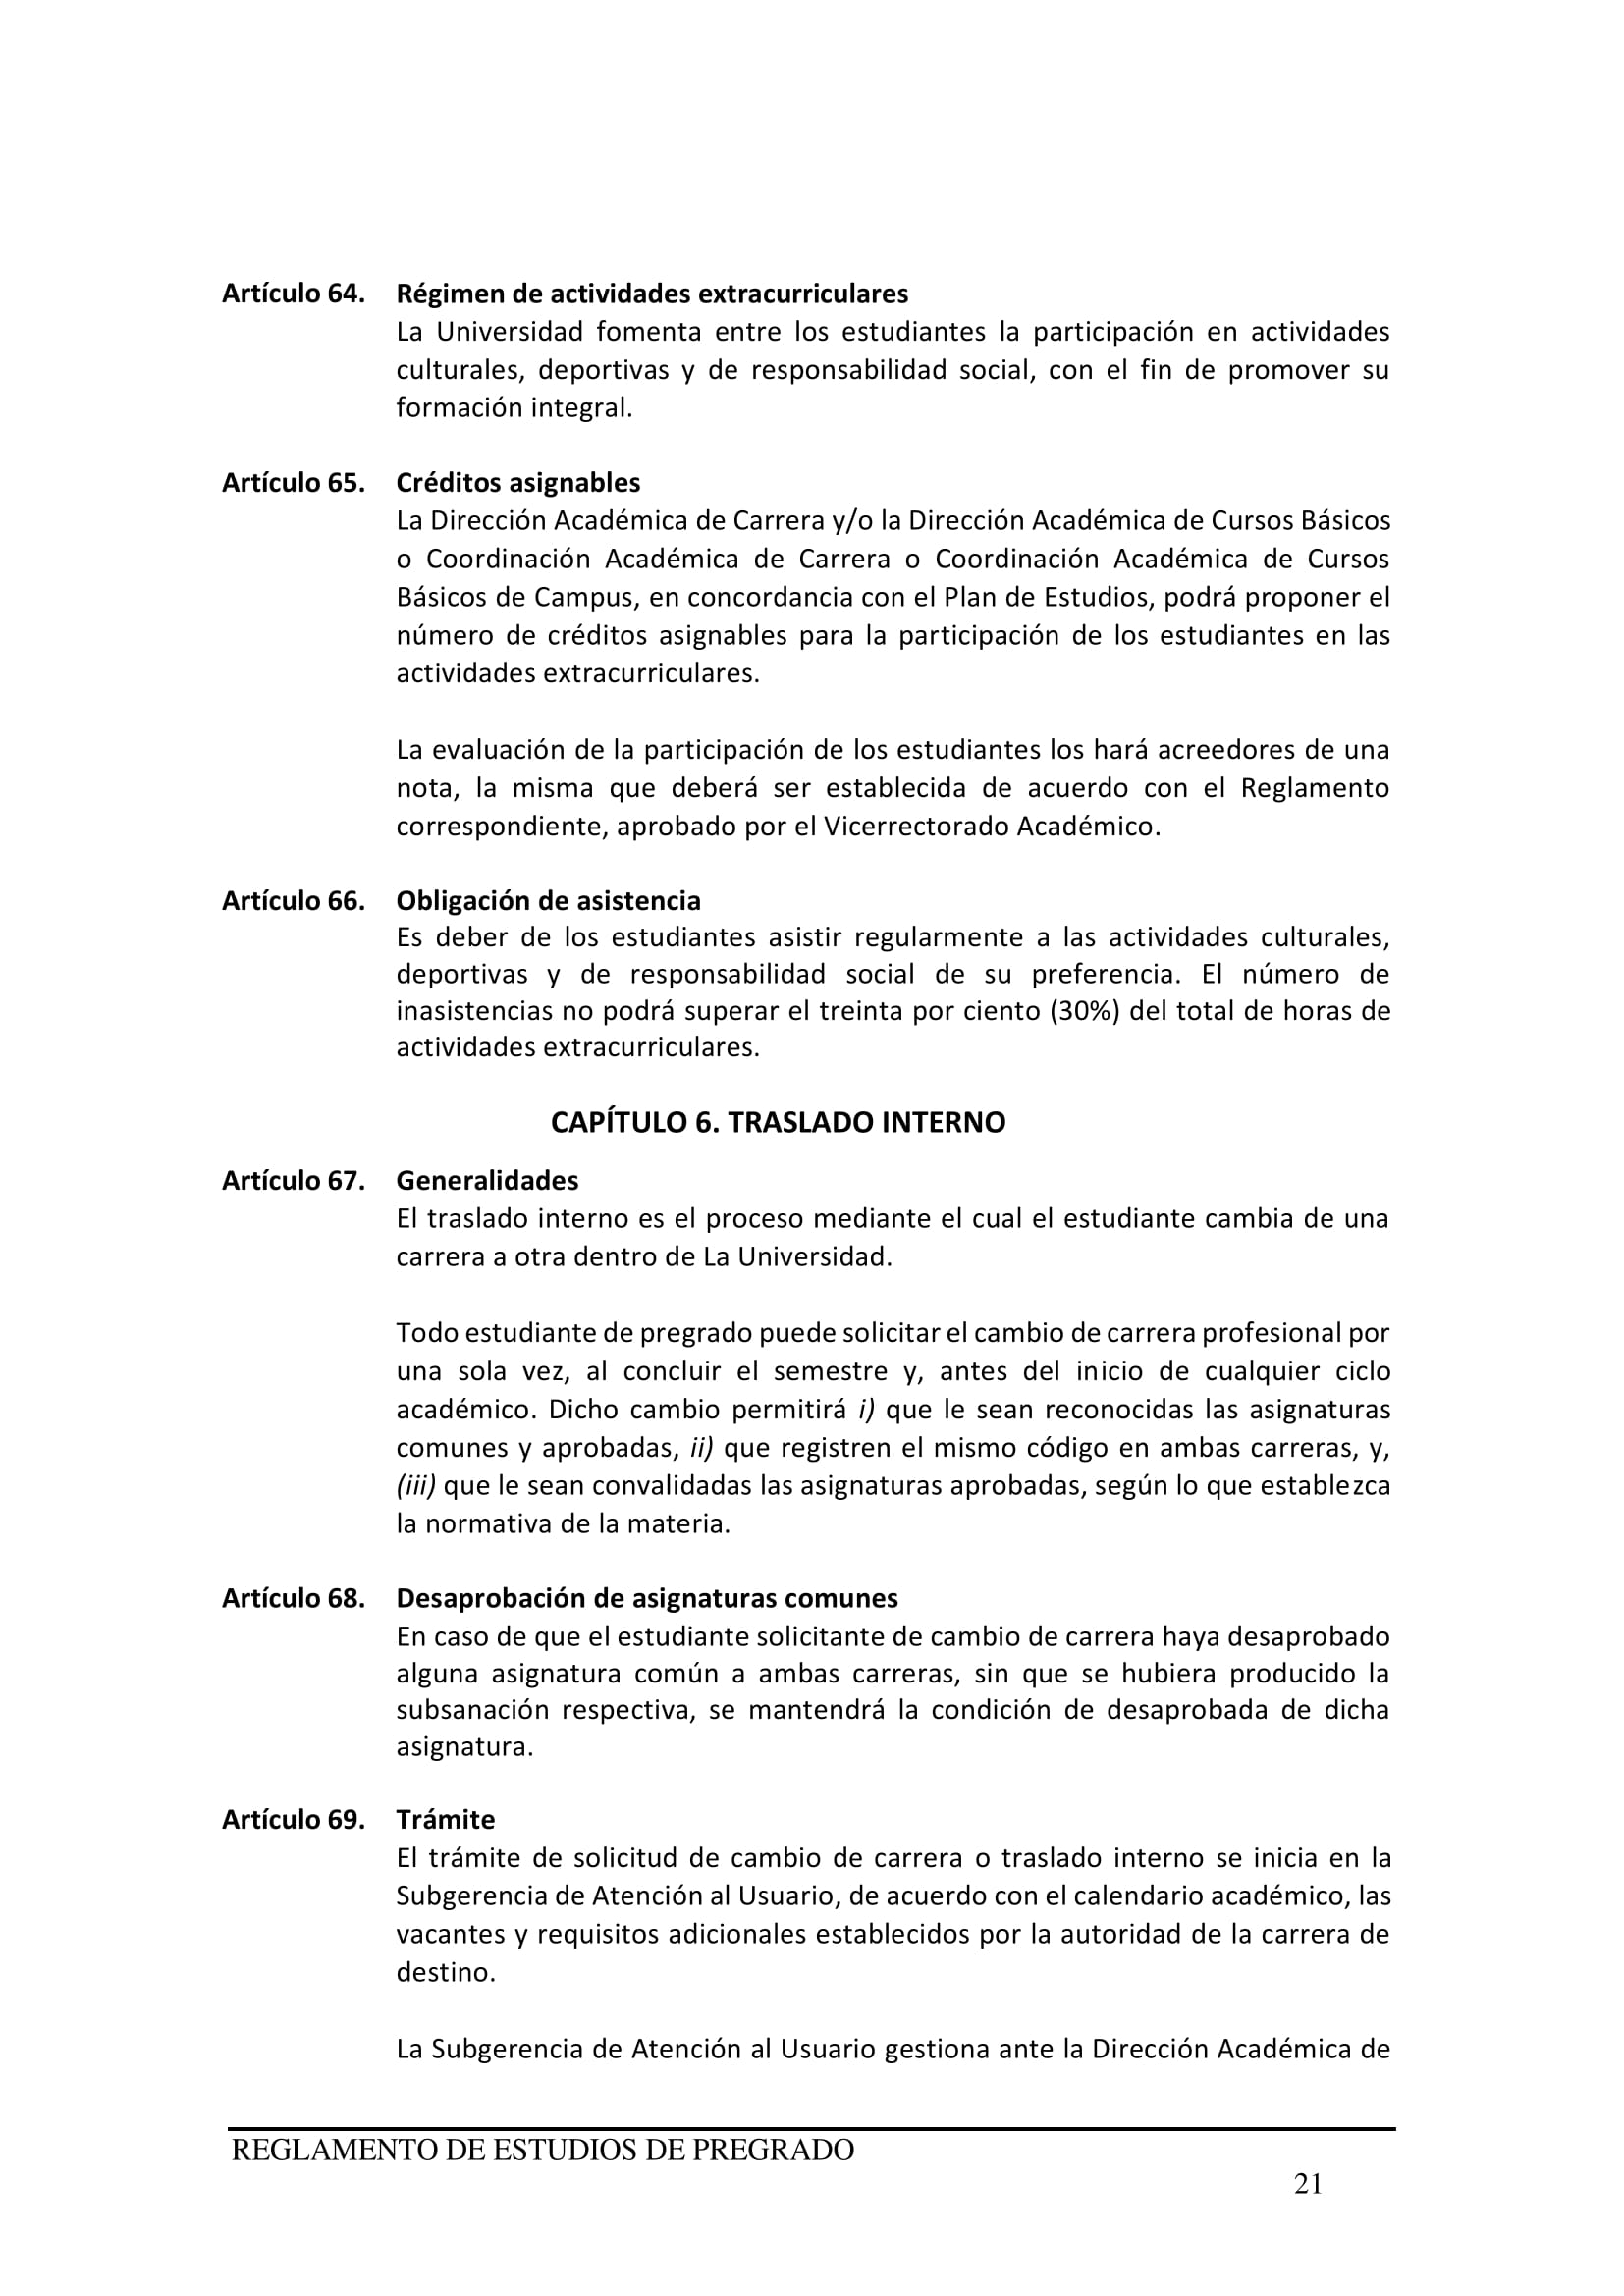 Artículo 64. Régimen de actividades extracurriculares
La Universidad fomenta entre los estudiantes la participación en actividades
culturales, deportivas y de responsabilidad social, con el fin de promover su
formación integral.
Artículo 65. Créditos asignables
La Dirección Académica de Carrera y/o la Dirección Académica de Cursos Básicos
o Coordinación Académica de Carrera o Coordinación Académica de Cursos
Básicos de Campus, en concordancia con el Plan de Estudios, podrá proponer el
número de créditos asignables para la participación de los estudiantes en las
actividades extracurriculares.
La evaluación de la participación de los estudiantes los hará acreedores de una
nota, la misma que deberá ser establecida de acuerdo con el Reglamento
correspondiente, aprobado por el Vicerrectorado Académico.
Artículo 66. Obligación de asistencia
Es deber de los estudiantes asistir regularmente a las actividades culturales,
deportivas y de responsabilidad social de su preferencia. El número de
inasistencias no podrá superar el treinta por ciento (30%) del total de horas de
actividades extracurriculares.
CAPÍTULO 6. TRASLADO INTERNO
Artículo 67. Generalidades
El traslado interno es el proceso mediante el cual el estudiante cambia de una
carrera a otra dentro de La Universidad.
Todo estudiante de pregrado puede solicitar el cambio de carrera profesional por
una sola vez, al concluir el semestre y, antes del inicio de cualquier ciclo
académico. Dicho cambio permitirá i) que le sean reconocidas las asignaturas
comunes y aprobadas, ii) que registren el mismo código en ambas carreras, y,
(iii) que le sean convalidadas las asignaturas aprobadas, según lo que establezca
la normativa de la materia.
Artículo 68. Desaprobación de asignaturas comunes
En caso de que el estudiante solicitante de cambio de carrera haya desaprobado
alguna asignatura común a ambas carreras, sin que se hubiera producido la
subsanación respectiva, se mantendrá la condición de desaprobada de dicha
asignatura.
Artículo 69. Trámite
El trámite de solicitud de cambio de carrera o traslado interno se inicia en la
Subgerencia de Atención al Usuario, de acuerdo con el calendario académico, las
vacantes y requisitos adicionales establecidos por la autoridad de la carrera de
destino.
La Subgerencia de Atención al Usuario gestiona ante la Dirección Académica de
REGLAMENTO DE ESTUDIOS DE PREGRADO
21